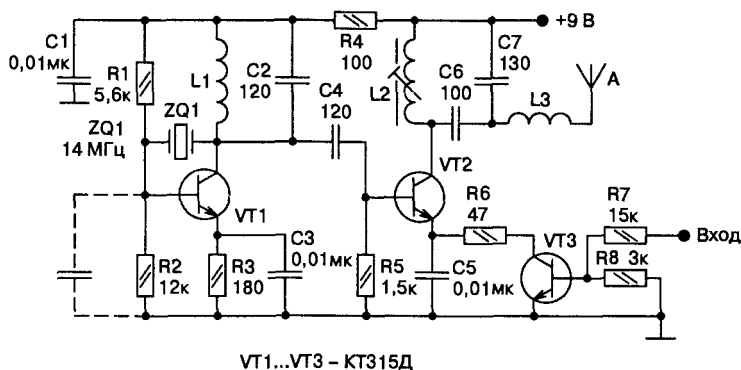 C1
0,01мк
R1
5,6к
ZQ1
14 МГц
L1
C2
120
R4
100
C4
120
L2
C6
100
C7
130
+9 В
L3
A
VT1
VT2
R6
47
VT3
R7
15к
Вход
R8 3к
R2
12к
R3
180
C3
0,01мк
R5
1,5к
C5
0,01мк
VT1...VT3 – КТ315Д